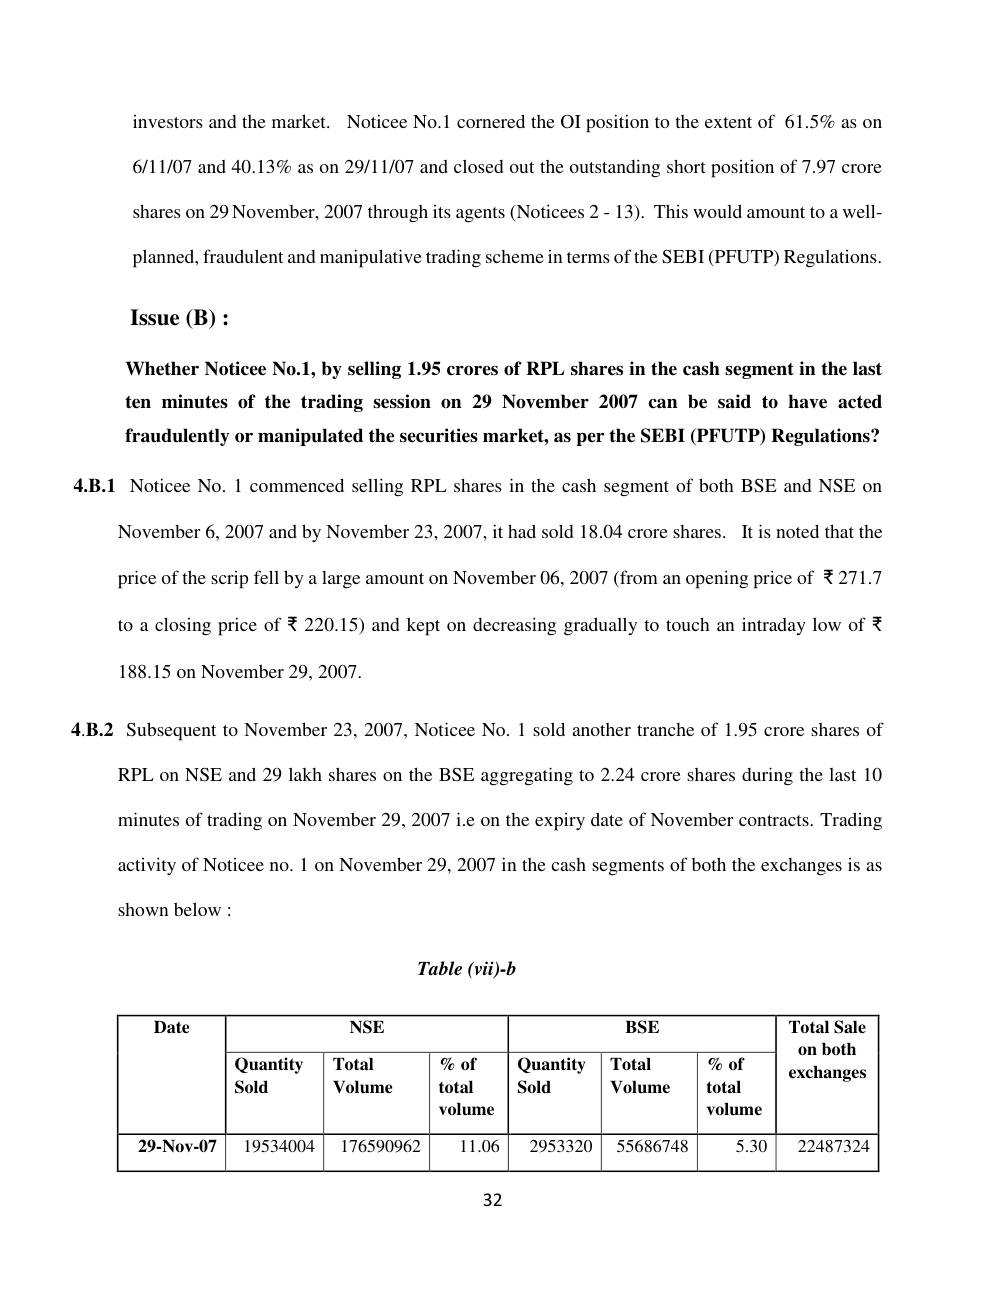 investors and the market. Noticee No.1 cornered the OI position to the extent of 61.5% as on
6/11/07 and 40.13% as on 29/11/07 and closed out the outstanding short position of 7.97 crore
shares on 29 November, 2007 through its agents (Noticees 2 - 13). This would amount to a well-
planned, fraudulent and manipulative trading scheme in terms of the SEBI (PFUTP) Regulations.
Issue (B) :
Whether Noticee No.1, by selling 1.95 crores of RPL shares in the cash segment in the last
ten minutes of the trading session on 29 November 2007 can be said to have acted
fraudulently or manipulated the securities market, as per the SEBI (PFUTP) Regulations?
4.B.1 Noticee No. 1 commenced selling RPL shares in the cash segment of both BSE and NSE on
November 6, 2007 and by November 23, 2007, it had sold 18.04 crore shares. It is noted that the
price of the scrip fell by a large amount on November 06, 2007 (from an opening price of ₹ 271.7
to a closing price of ₹ 220.15) and kept on decreasing gradually to touch an intraday low of ₹
188.15 on November 29, 2007.
4.B.2 Subsequent to November 23, 2007, Noticee No. 1 sold another tranche of 1.95 crore shares of
RPL on NSE and 29 lakh shares on the BSE aggregating to 2.24 crore shares during the last 10
minutes of trading on November 29, 2007 i.e on the expiry date of November contracts. Trading
activity of Noticee no. 1 on November 29, 2007 in the cash segments of both the exchanges is as
shown below :
Table (vii)-b
Date NSE BSE Total Sale
on both
exchanges
Quantity Total % of Quantity Total % of
Sold Volume total Sold Volume total
volume volume
29-Nov-07 19534004 176590962 11.06 2953320 55686748 5.30 22487324
32